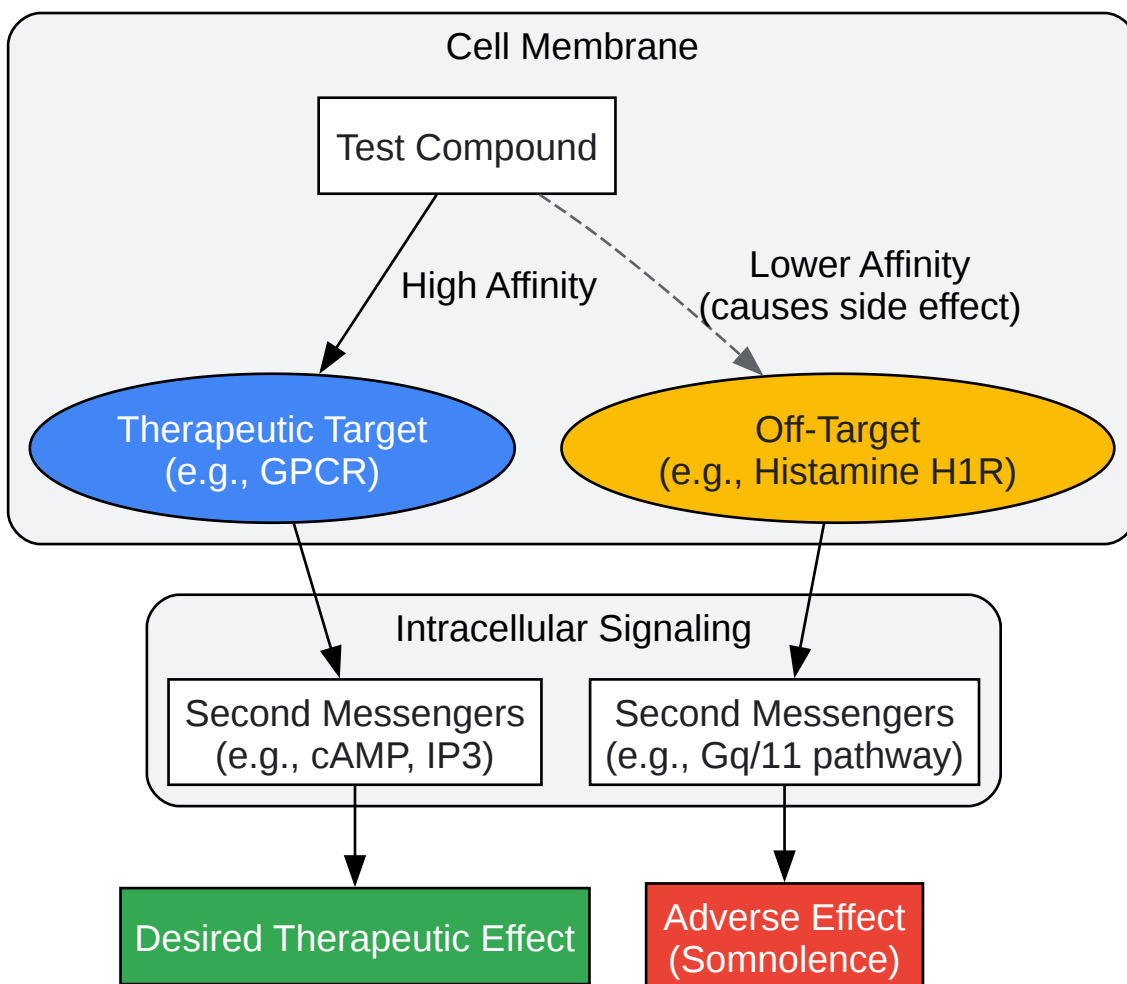 Cell Membrane
Test Compound
High Affinity
Lower Affinity
(causes side effect)
Therapeutic Target
(e.g., GPCR)
Off-Target
(e.g., Histamine H1R)
Intracellular Signaling
Second Messengers
(e.g., cAMP, IP3)
Second Messengers
(e.g., Gq/11 pathway)
Desired Therapeutic Effect
Adverse Effect
(Somnolence)